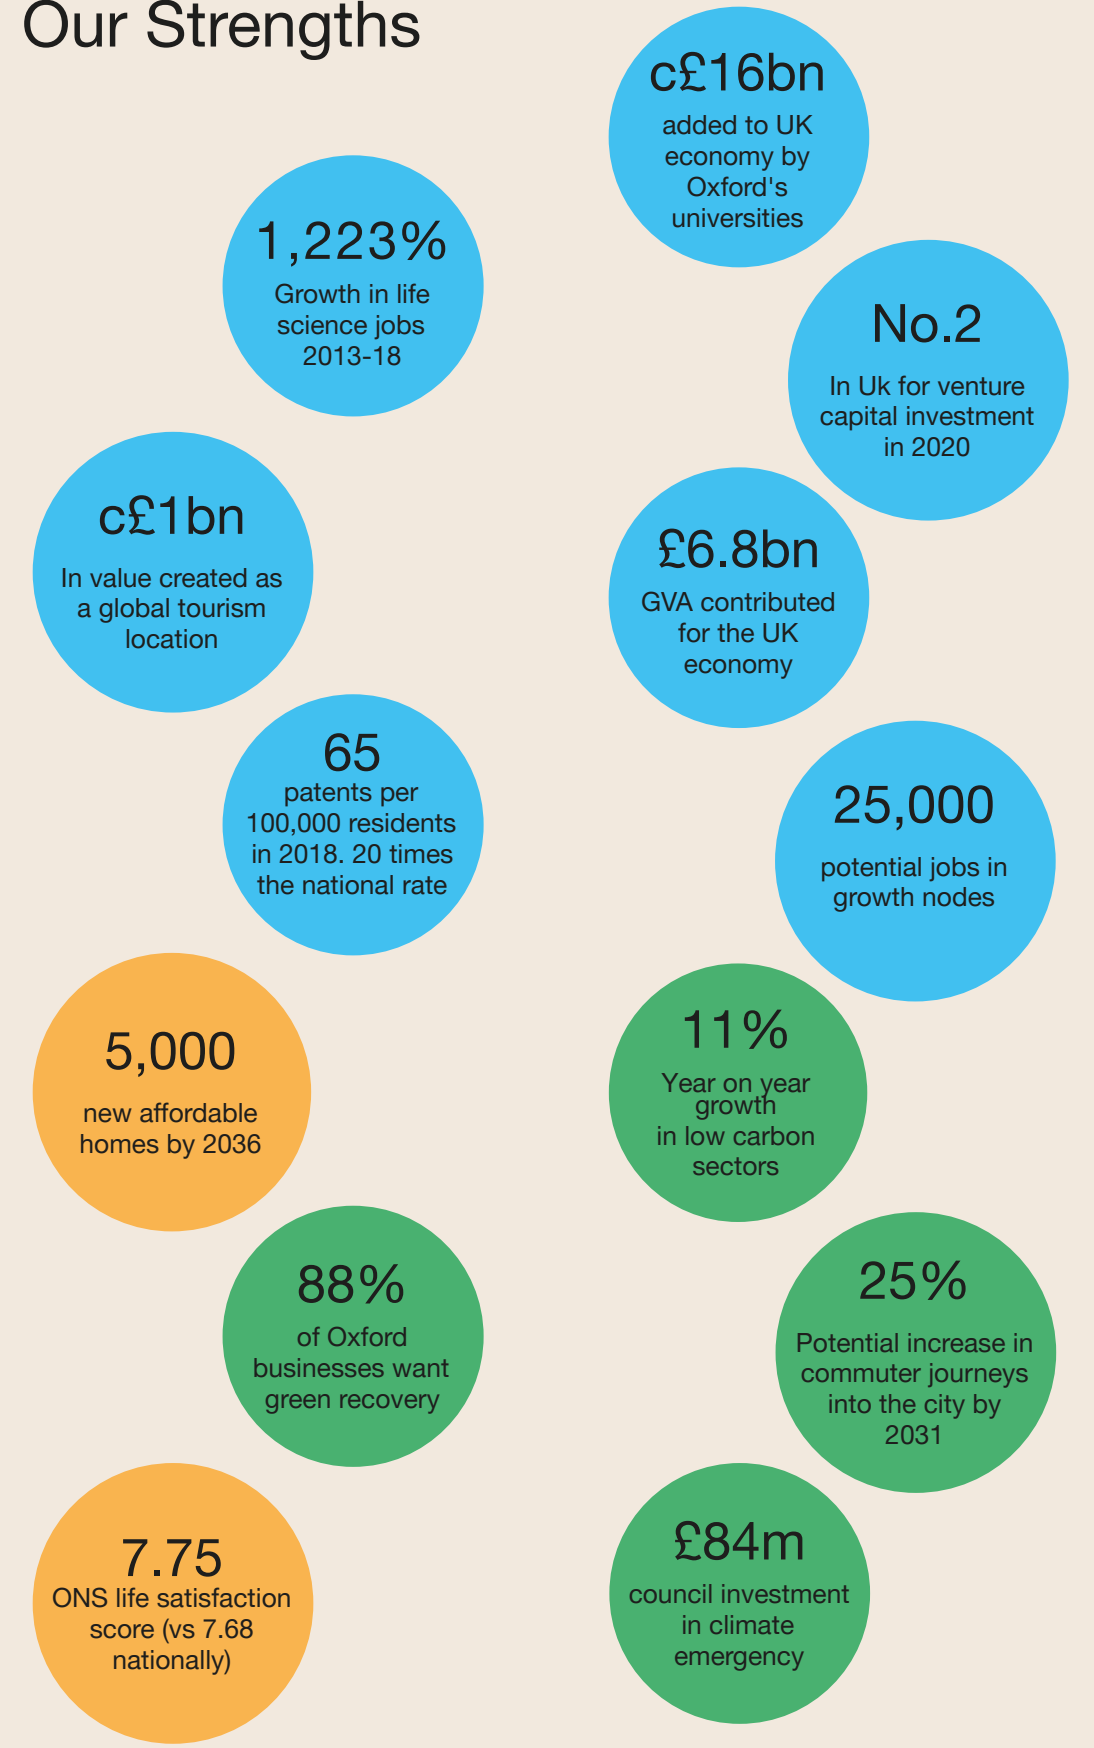 Our Strengths
c£16bn
added to UK
economy by
Oxford's
universities
1,223%
Growth in life
science jobs
2013-18
No.2
In Uk for venture
capital investment
in 2020
c£1bn
In value created as
a global tourism
location
£6.8bn
GVA contributed
for the UK
economy
65
patents per
100,000 residents
in 2018. 20 times
the national rate
25,000
potential jobs in
growth nodes
5,000
new affordable
homes by 2036
11%
Year on year
growth
in low carbon
sectors
88%
of Oxford
businesses want
green recovery
25%
Potential increase in
commuter journeys
into the city by
2031
7.75
ONS life satisfaction
score (vs 7.68
nationally)
£84m
council investment
in climate
emergency